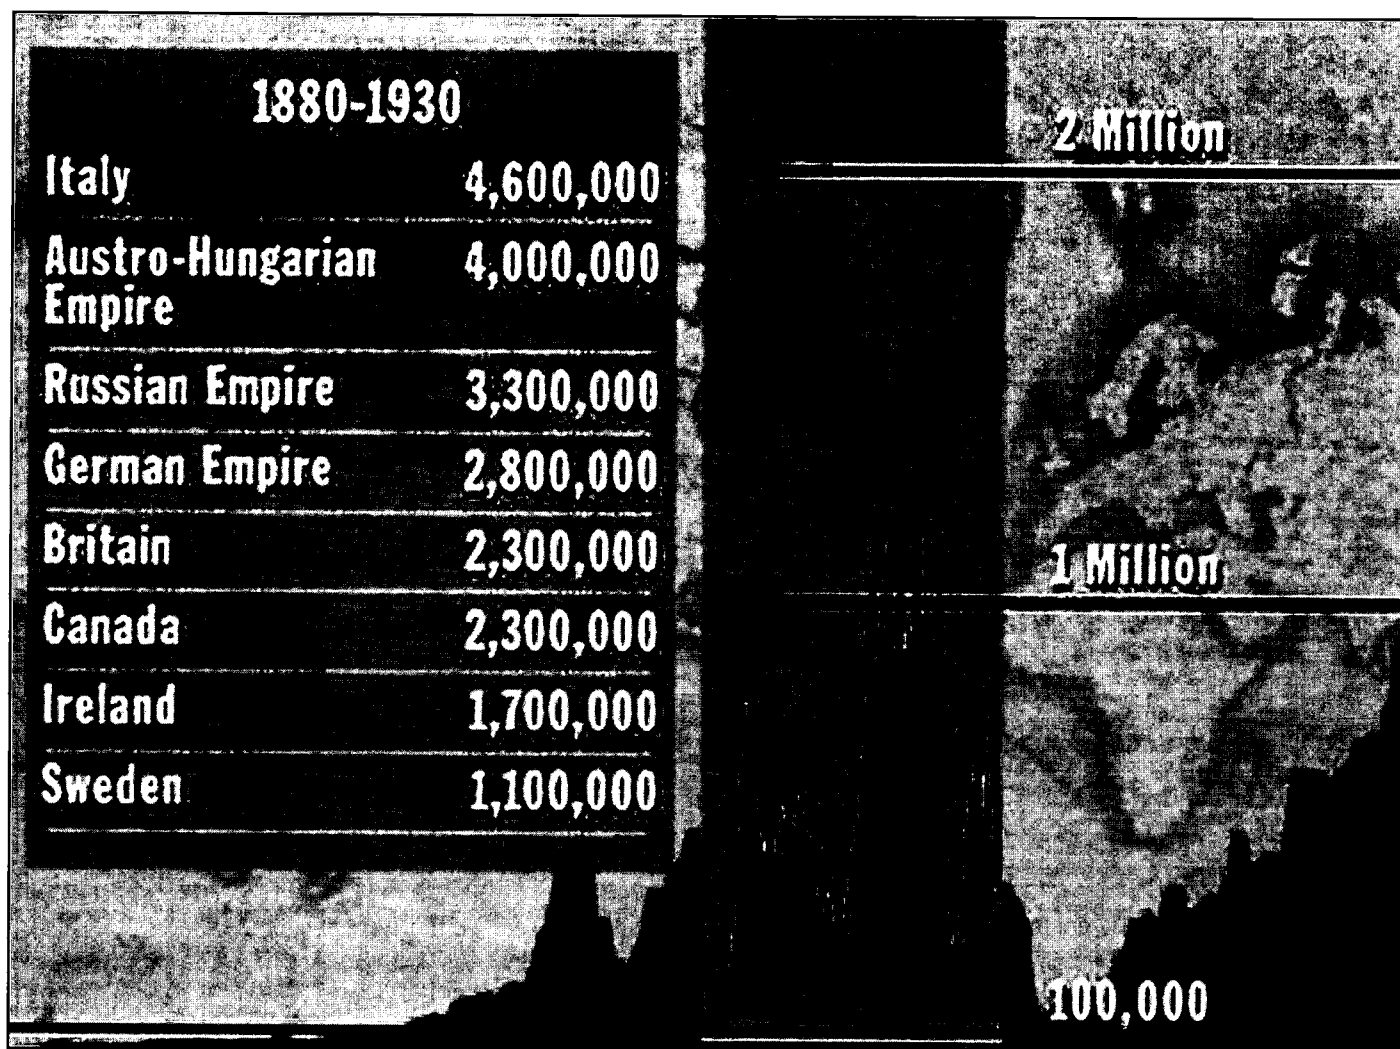 1880-1930
Italy 4,600,000
Austro-Hungarian 4,000,000
Empire
Russian Empire 3,300,000
German Empire 2,800,000
Britain 2,300,000
Canada 2,300,000
Ireland 1,700,000
Sweden 1,100,000
2 Million
1 Million
100,000